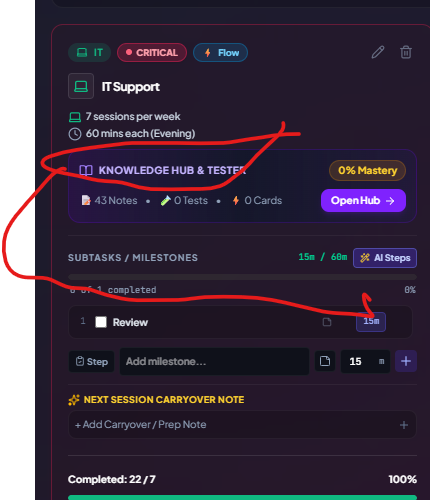 IT CRITICAL Flow
IT Support
7 sessions per week
60 mins each (Evening)
KNOWLEDGE HUB & TESTER 0% Mastery
43 Notes • 0 Tests • 0 Cards Open Hub →
SUBTASKS / MILESTONES 15m / 60m AI Steps
0 of 1 completed 0%
1 Review 15m
Step Add milestone... 15 m +
NEXT SESSION CARRYOVER NOTE
+ Add Carryover / Prep Note +
Completed: 22 / 7 100%